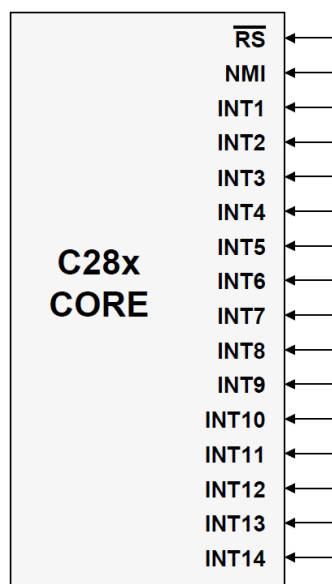 RS
NMI
INT1
INT2
INT3
INT4
INT5
INT6
INT7
INT8
INT9
INT10
INT11
INT12
INT13
INT14
C28x
CORE